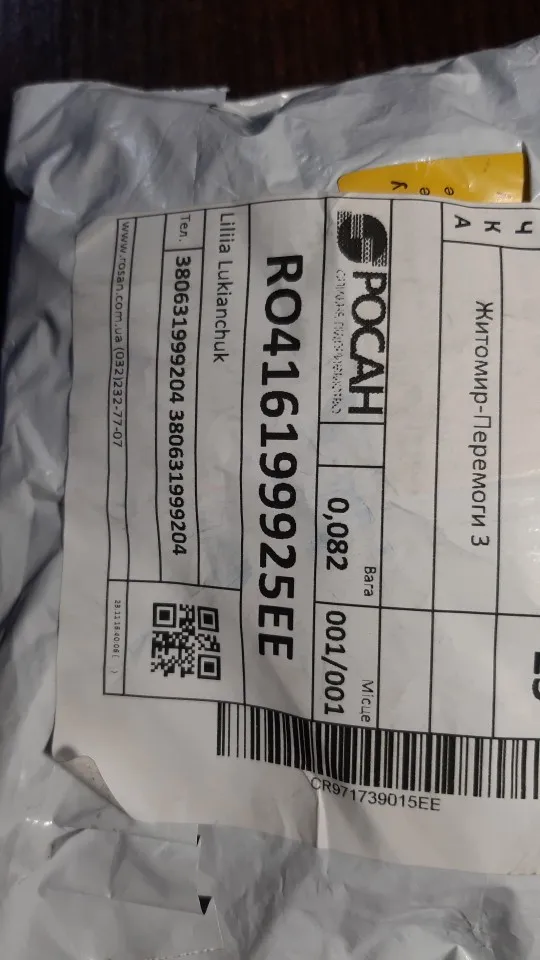 Ч
К
А
Житомир-Перемоги 3
РОСАН
Вага
0,082
Місце
001/001
RO416199925EE
Liliia Lukianchuk
Тел.
380631999204 380631999204
www.rosan.com.ua (032)232-77-07
CR971739015EE